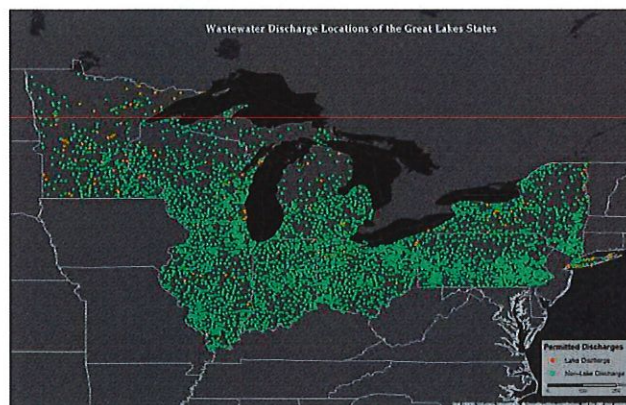 Wastewater Discharge Locations of the Great Lakes States
Permitted Discharges
Lake Discharge
Non-Lake Discharge